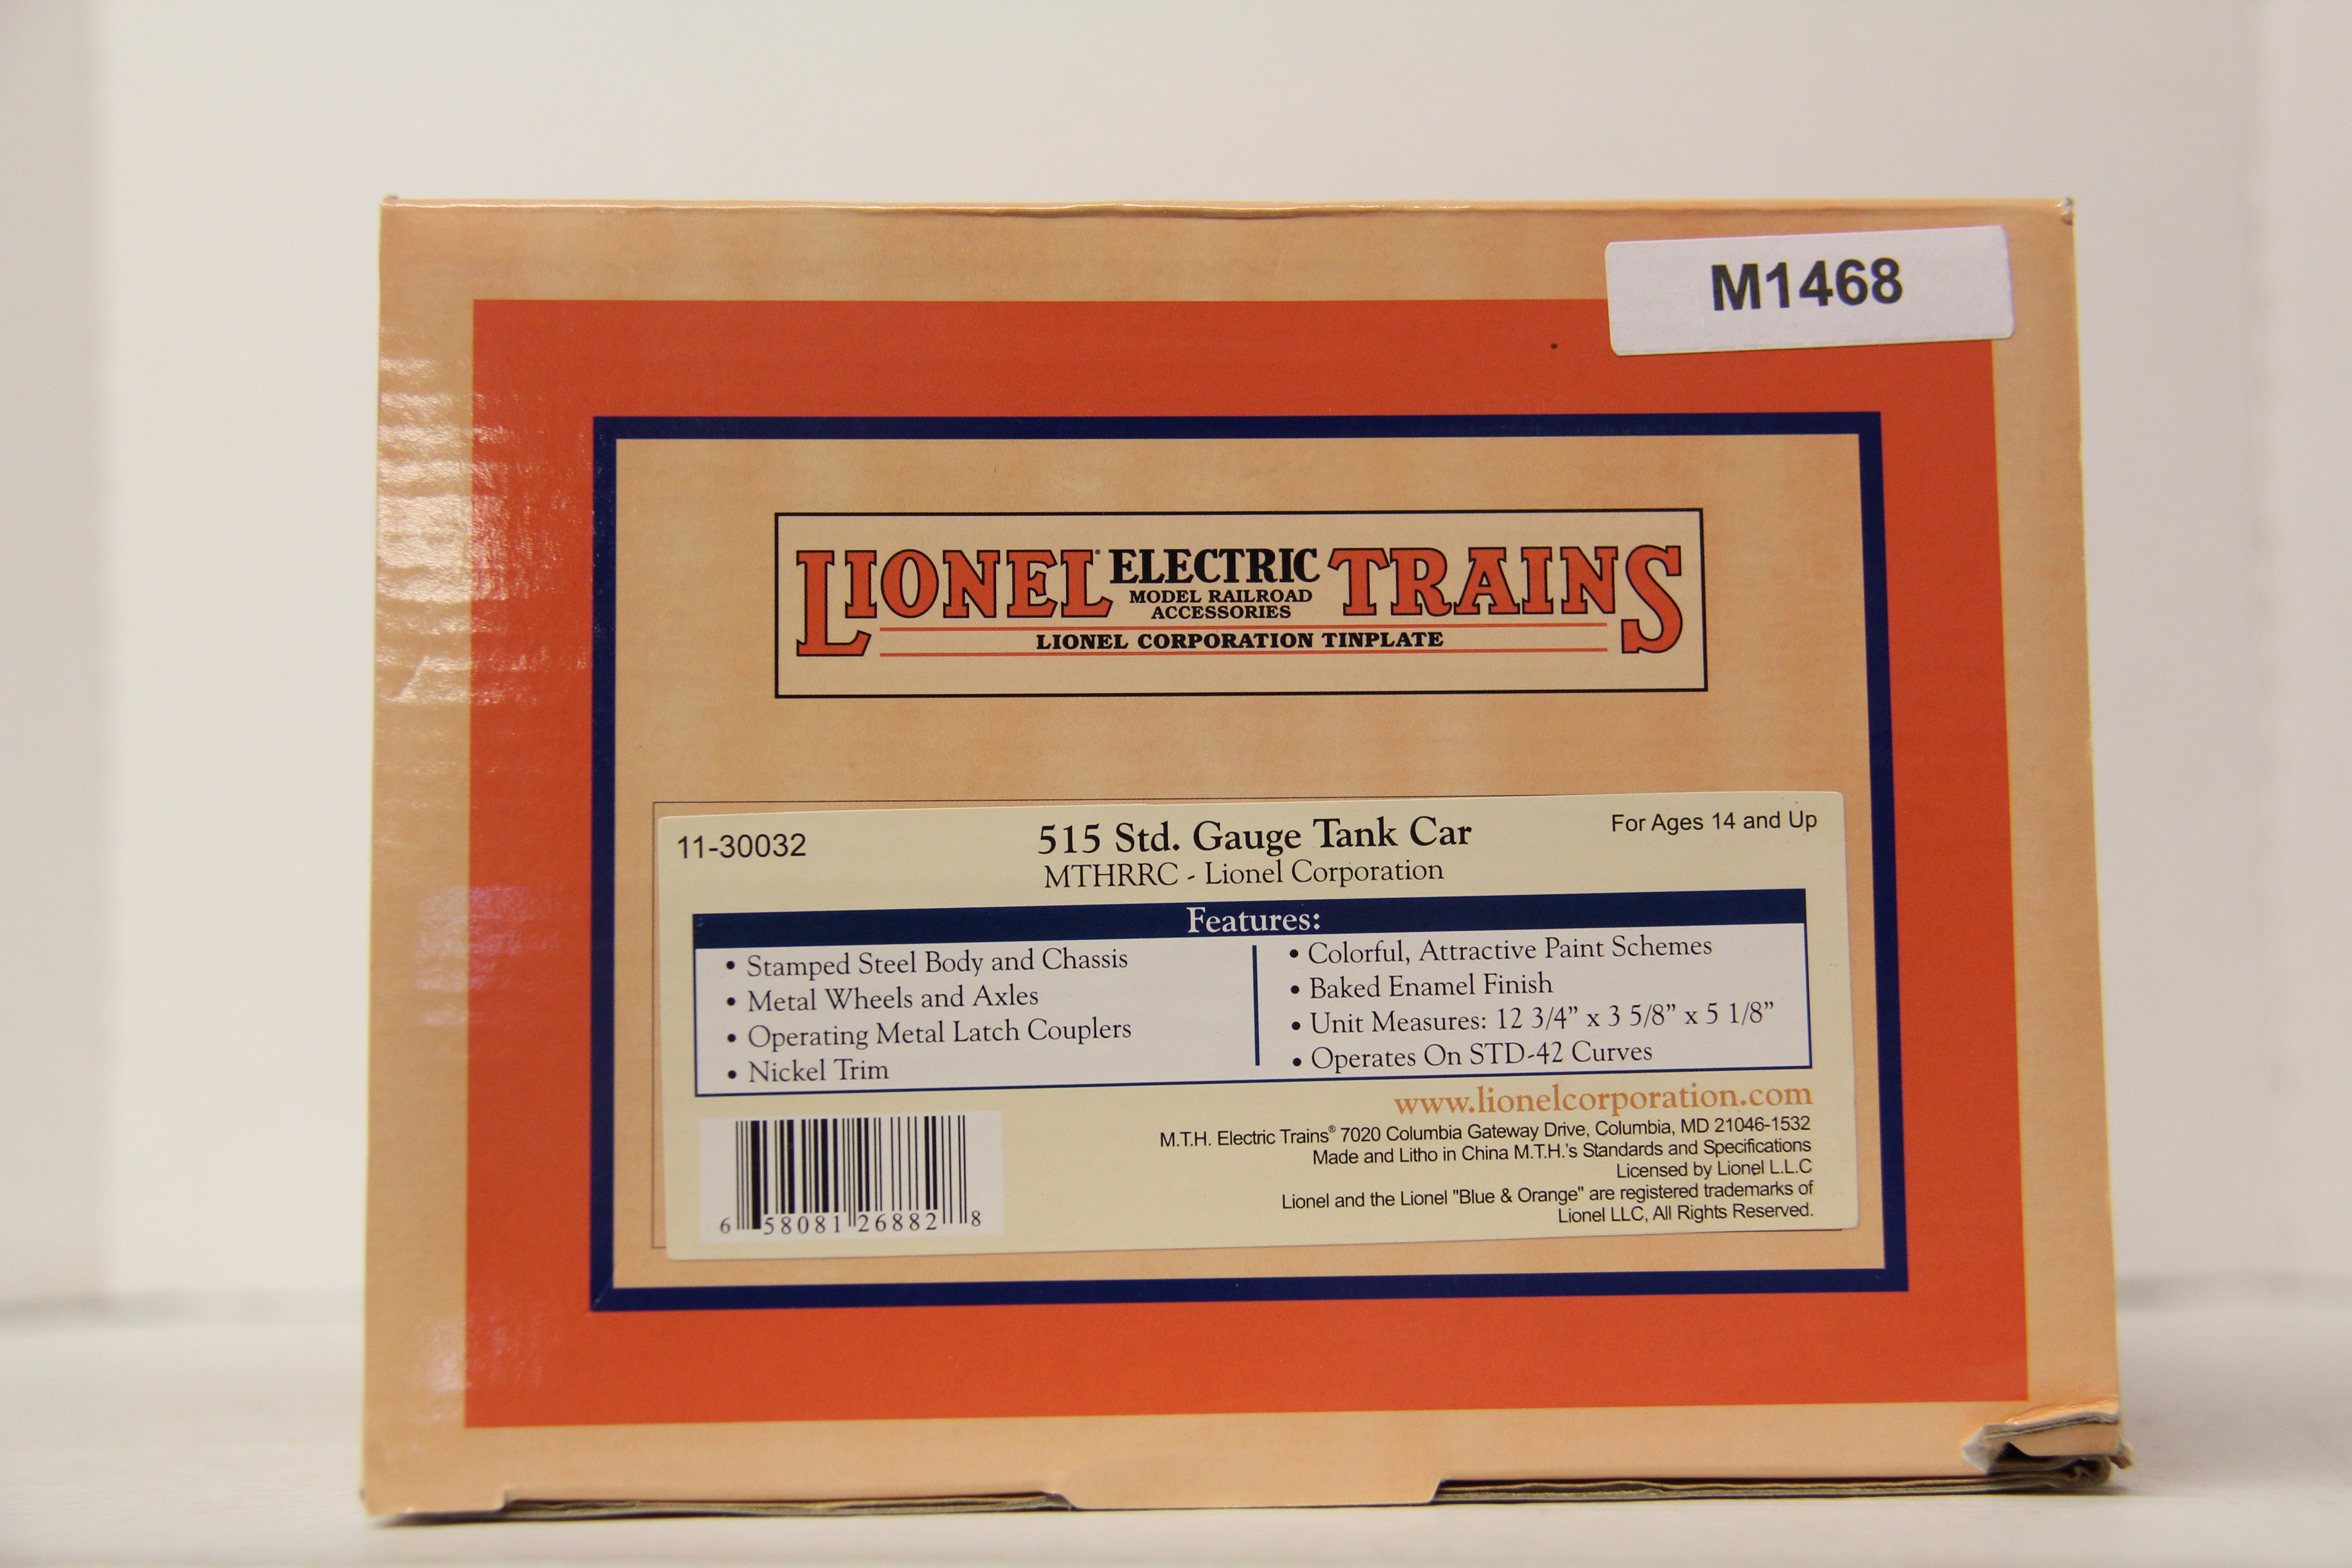 M1468
LIONEL® ELECTRIC TRAINS
MODEL RAILROAD
ACCESSORIES
LIONEL CORPORATION TINPLATE
11-30032
515 Std. Gauge Tank Car
For Ages 14 and Up
MTHRRC - Lionel Corporation
Features:
• Stamped Steel Body and Chassis
• Metal Wheels and Axles
• Operating Metal Latch Couplers
• Nickel Trim
• Colorful, Attractive Paint Schemes
• Baked Enamel Finish
• Unit Measures: 12 3/4” x 3 5/8” x 5 1/8”
• Operates On STD-42 Curves
www.lionelcorporation.com
M.T.H. Electric Trains® 7020 Columbia Gateway Drive, Columbia, MD 21046-1532
Made and Litho in China M.T.H.'s Standards and Specifications
Licensed by Lionel L.L.C
Lionel and the Lionel "Blue & Orange" are registered trademarks of
Lionel LLC, All Rights Reserved.
6 58081 26882 8